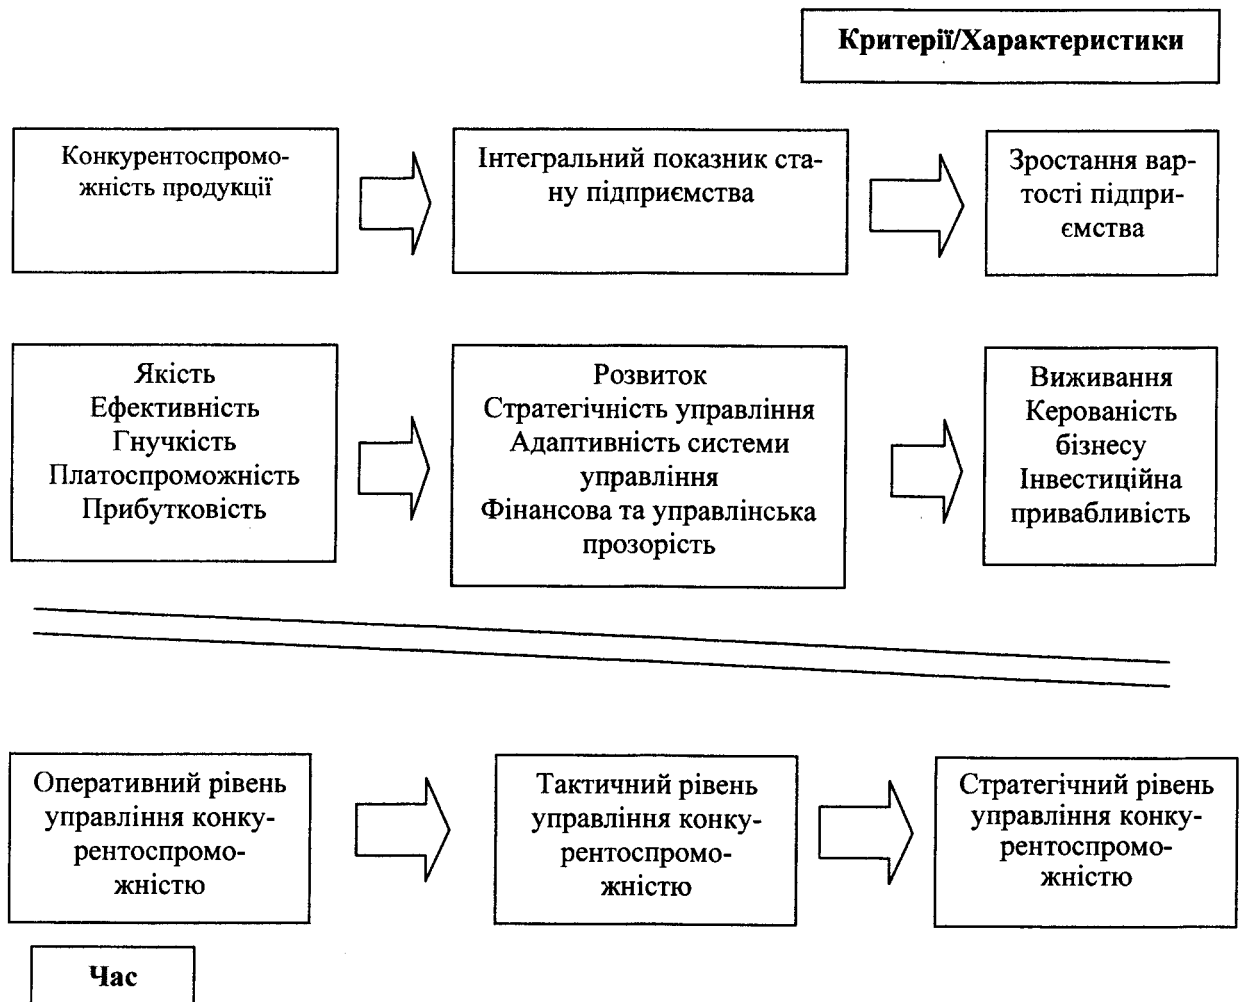 Критерії/Характеристики
Конкурентоспромо-
жність продукції
Інтегральний показник ста-
ну підприємства
Зростання вар-
тості підпри-
ємства
Якість
Ефективність
Гнучкість
Платоспроможність
Прибутковість
Розвиток
Стратегічність управління
Адаптивність системи
управління
Фінансова та управлінська
прозорість
Виживання
Керованість
бізнесу
Інвестиційна
привабливість
Оперативний рівень
управління конку-
рентоспромо-
жністю
Тактичний рівень
управління конку-
рентоспромо-
жністю
Стратегічний рівень
управління конку-
рентоспромо-
жністю
Час